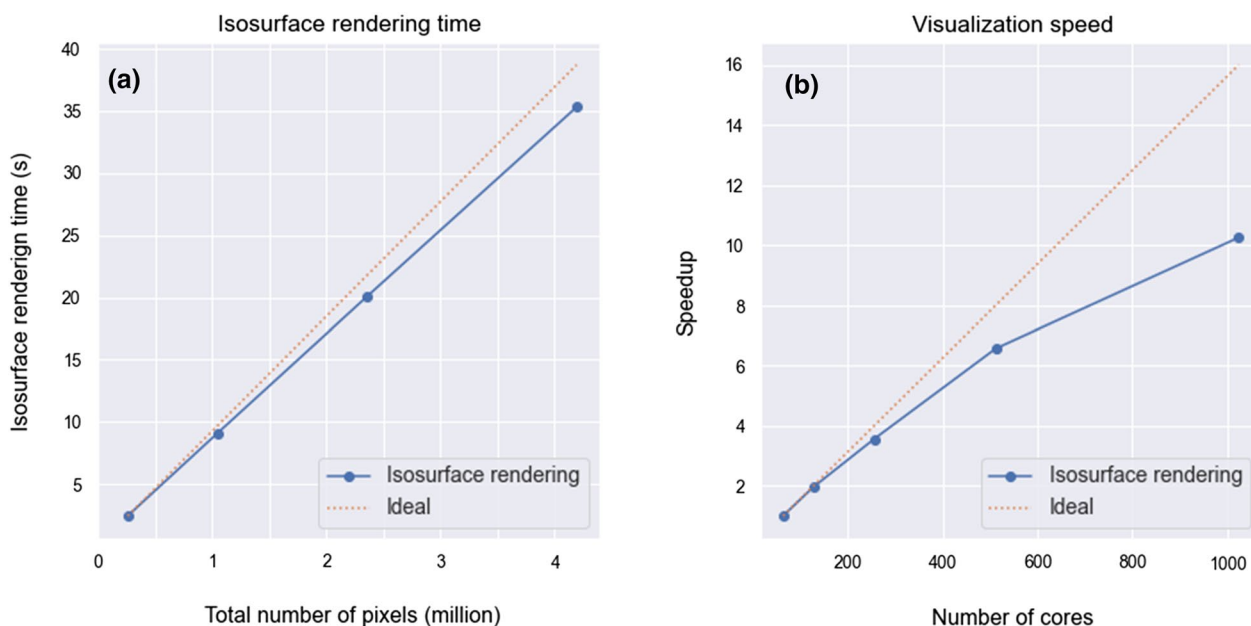 Isosurface rendering time
(a)
40
35
30
25
20
15
10
5
Isosurface renderign time (s)
0 1 2 3 4
Total number of pixels (million)
Isosurface rendering
Ideal
Visualization speed
(b)
16
14
12
10
8
6
4
2
Speedup
200 400 600 800 1000
Number of cores
Isosurface rendering
Ideal